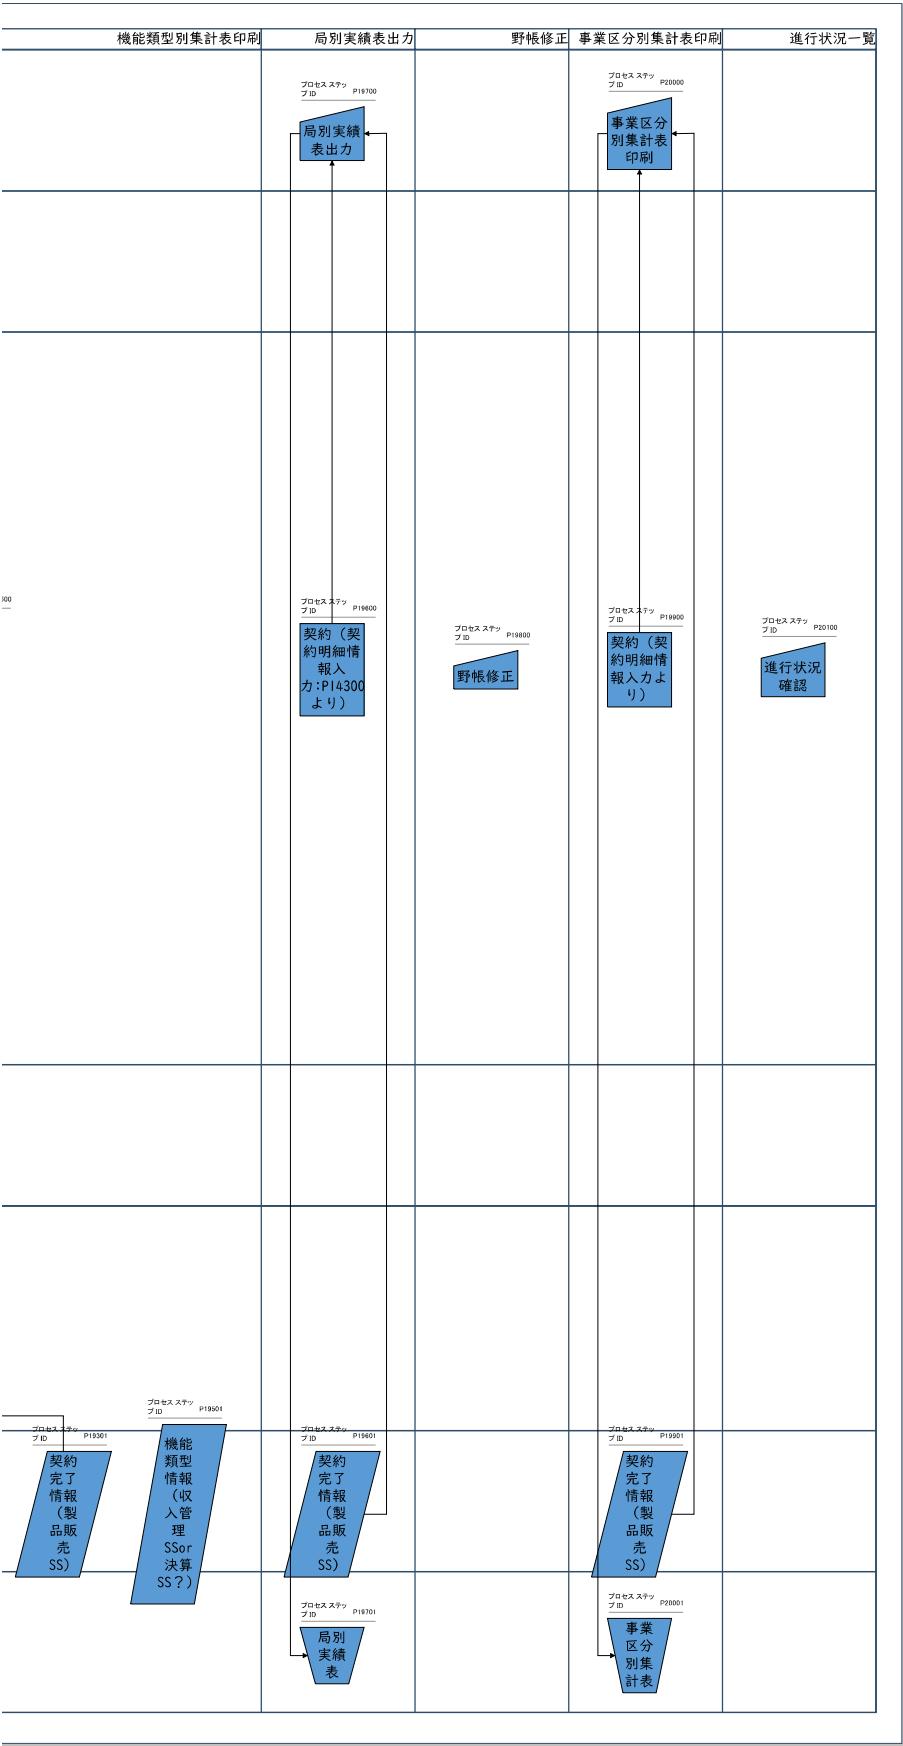 機能類型別集計表印刷
局別実績表出力
野帳修正
事業区分別集計表印刷
進行状況一覧
プロセス ステッ
プ ID
P19700
局別実績
表出力
プロセス ステッ
プ ID
P20000
事業区分
別集計表
印刷
プロセス ステッ
プ ID
P19600
契約(契
約明細情
報入
力:P14300
より)
プロセス ステッ
プ ID
P19800
野帳修正
プロセス ステッ
プ ID
P19900
契約(契
約明細情
報入力よ
り)
プロセス ステッ
プ ID
P20100
進行状況
確認
プロセス ステッ
プ ID
P19301
契約
完了
情報
(製
品販
売
SS)
プロセス ステッ
プ ID
P19501
機能
類型
情報
(収
入管
理
SSor
決算
SS?)
プロセス ステッ
プ ID
P19601
契約
完了
情報
(製
品販
売
SS)
プロセス ステッ
プ ID
P19901
契約
完了
情報
(製
品販
売
SS)
プロセス ステッ
プ ID
P19701
局別
実績
表
プロセス ステッ
プ ID
P20001
事業
区分
別集
計表